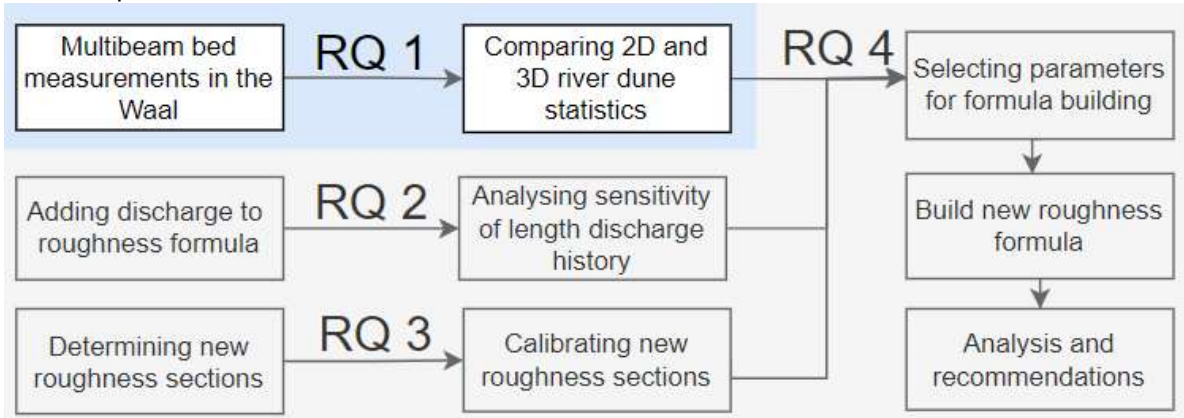 Multibeam bed
measurements in the
Waal
RQ 1
Comparing 2D and
3D river dune
statistics
RQ 4
Selecting parameters
for formula building
Adding discharge to
roughness formula
RQ 2
Analysing sensitivity
of length discharge
history
Build new roughness
formula
Determining new
roughness sections
RQ 3
Calibrating new
roughness sections
Analysis and
recommendations